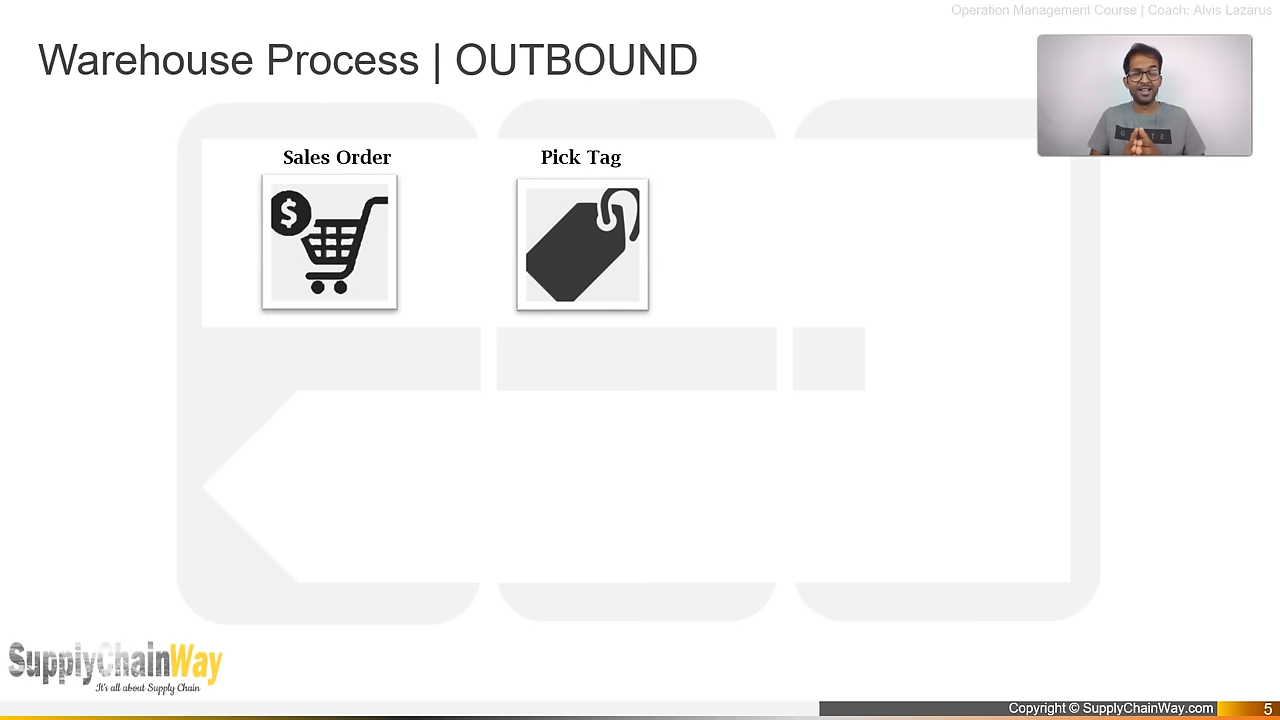 Operation Management Course | Coach: Alvis Lazarus
Warehouse Process | OUTBOUND
Sales Order
Pick Tag
$
SupplyChainWay
It's all about Supply Chain
Copyright © SupplyChainWay.com
5